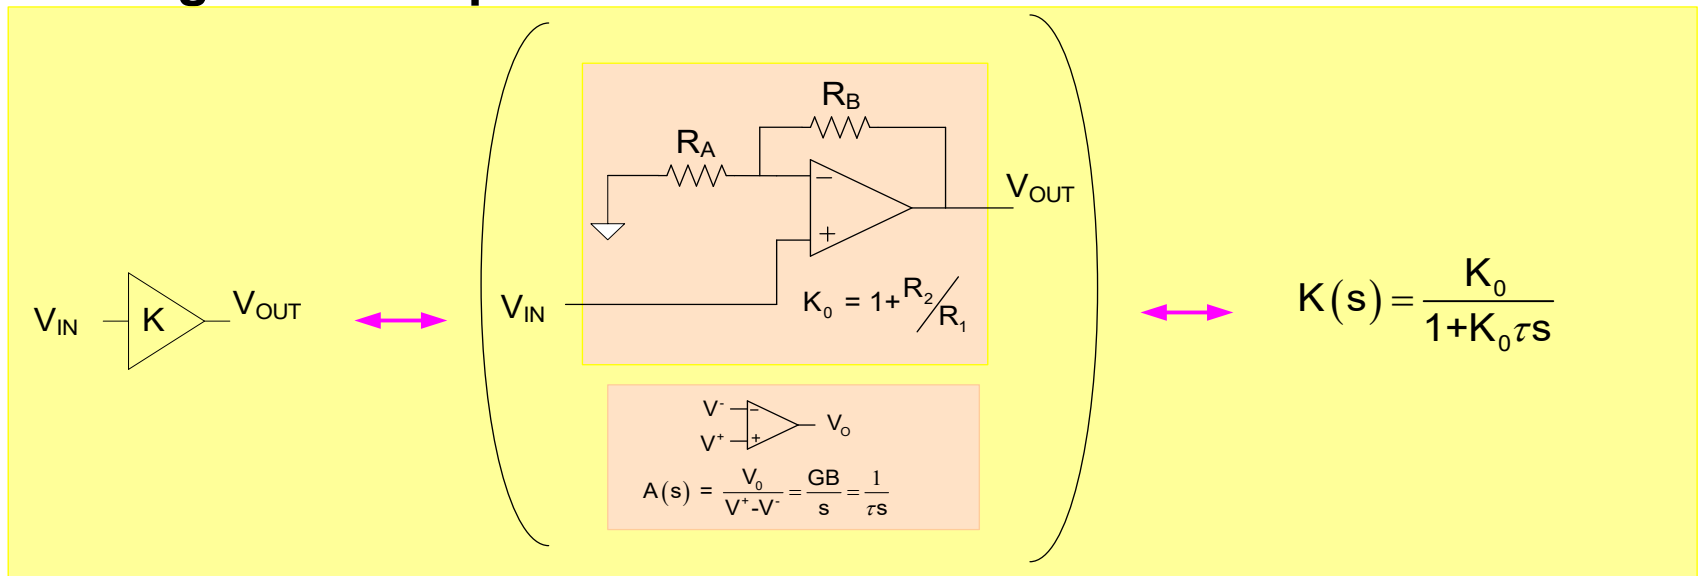 R_B
R_A
−
+
V_OUT
K_0 = 1+R_2/R_1
V_IN
V_IN
K
V_OUT
K(s) = K_0/(1+K_0τs)
V^- − V_O
V^+ +
A(s) = V_0/(V^+-V^-) = GB/s = 1/(τs)